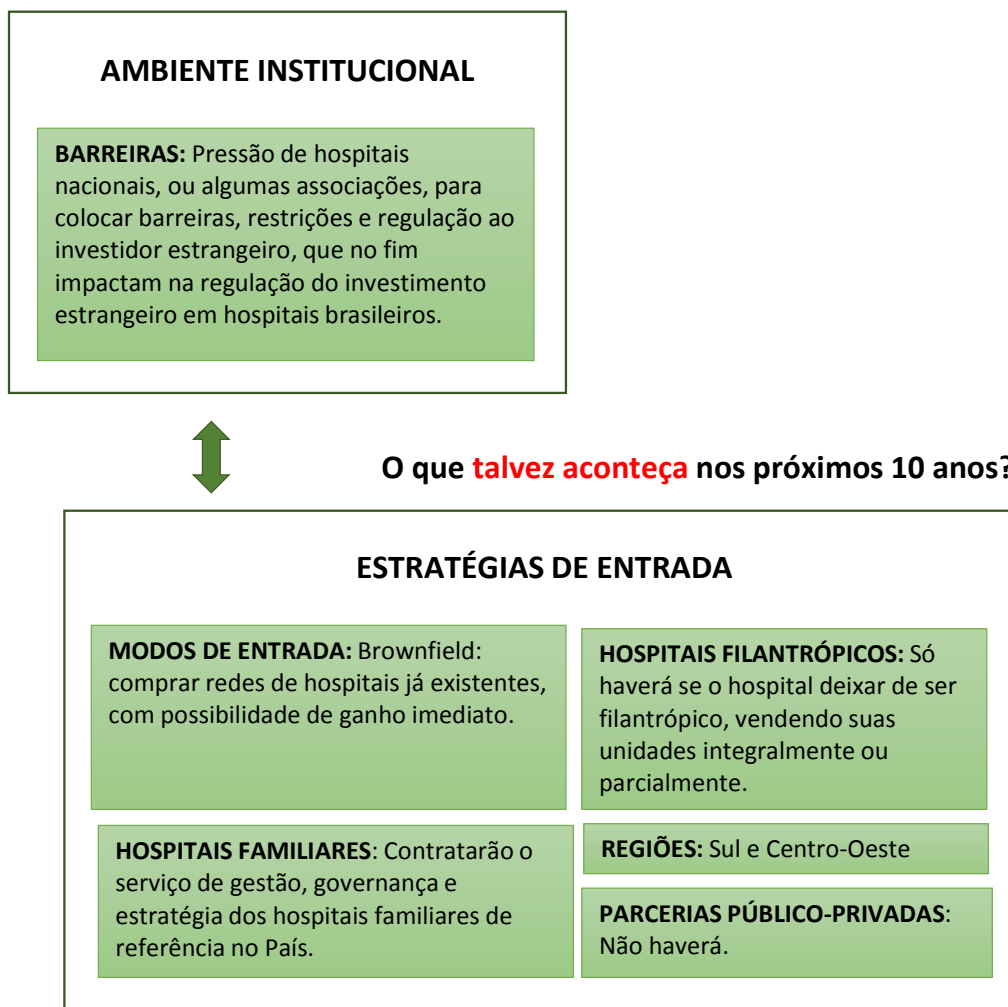 AMBIENTE INSTITUCIONAL
BARREIRAS: Pressão de hospitais
nacionais, ou algumas associações, para
colocar barreiras, restrições e regulação ao
investidor estrangeiro, que no fim
impactam na regulação do investimento
estrangeiro em hospitais brasileiros.
O que talvez aconteça nos próximos 10 anos?
ESTRATÉGIAS DE ENTRADA
MODOS DE ENTRADA: Brownfield:
comprar redes de hospitais já existentes,
com possibilidade de ganho imediato.
HOSPITAIS FILANTRÓPICOS: Só
haverá se o hospital deixar de ser
filantrópico, vendendo suas
unidades integralmente ou
parcialmente.
HOSPITAIS FAMILIARES: Contratarão o
serviço de gestão, governança e
estratégia dos hospitais familiares de
referência no País.
REGIÕES: Sul e Centro-Oeste
PARCERIAS PÚBLICO-PRIVADAS:
Não haverá.